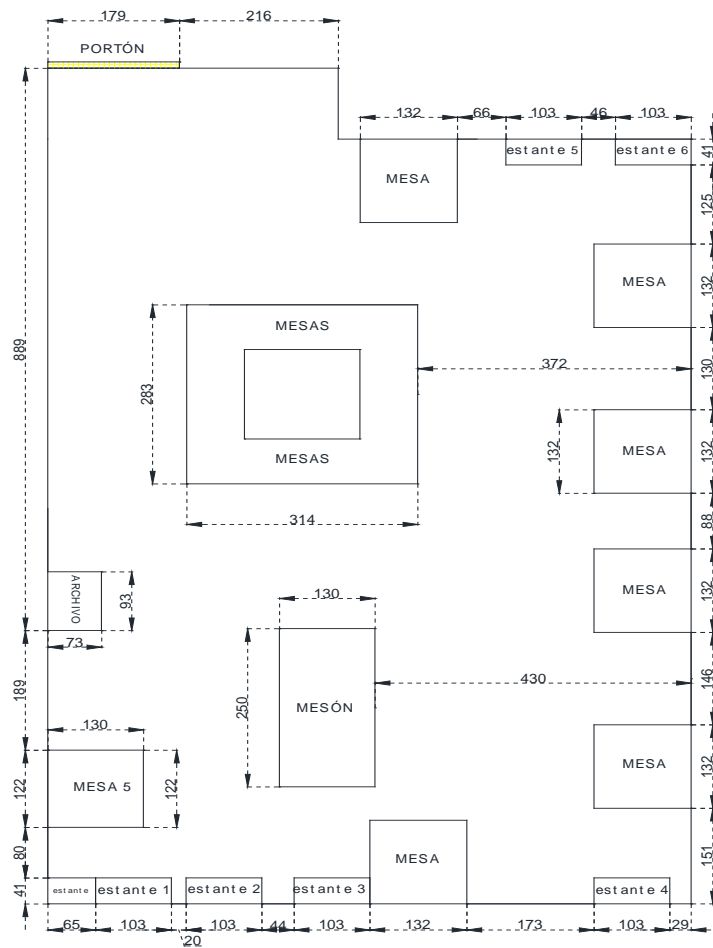 179
216
PORTÓN
132
66
103
46
103
estante 5
estante 6
41
MESA
125
MESA
132
MESAS
889
130
372
283
132
MESA
132
MESAS
88
314
MESA
132
ARCHIVO
93
130
73
146
430
189
250
MESÓN
130
MESA
132
MESA 5
122
122
MESA
151
80
estante
estante 1
estante 2
estante 3
estante 4
41
65
103
20
103
44
103
132
173
103
29